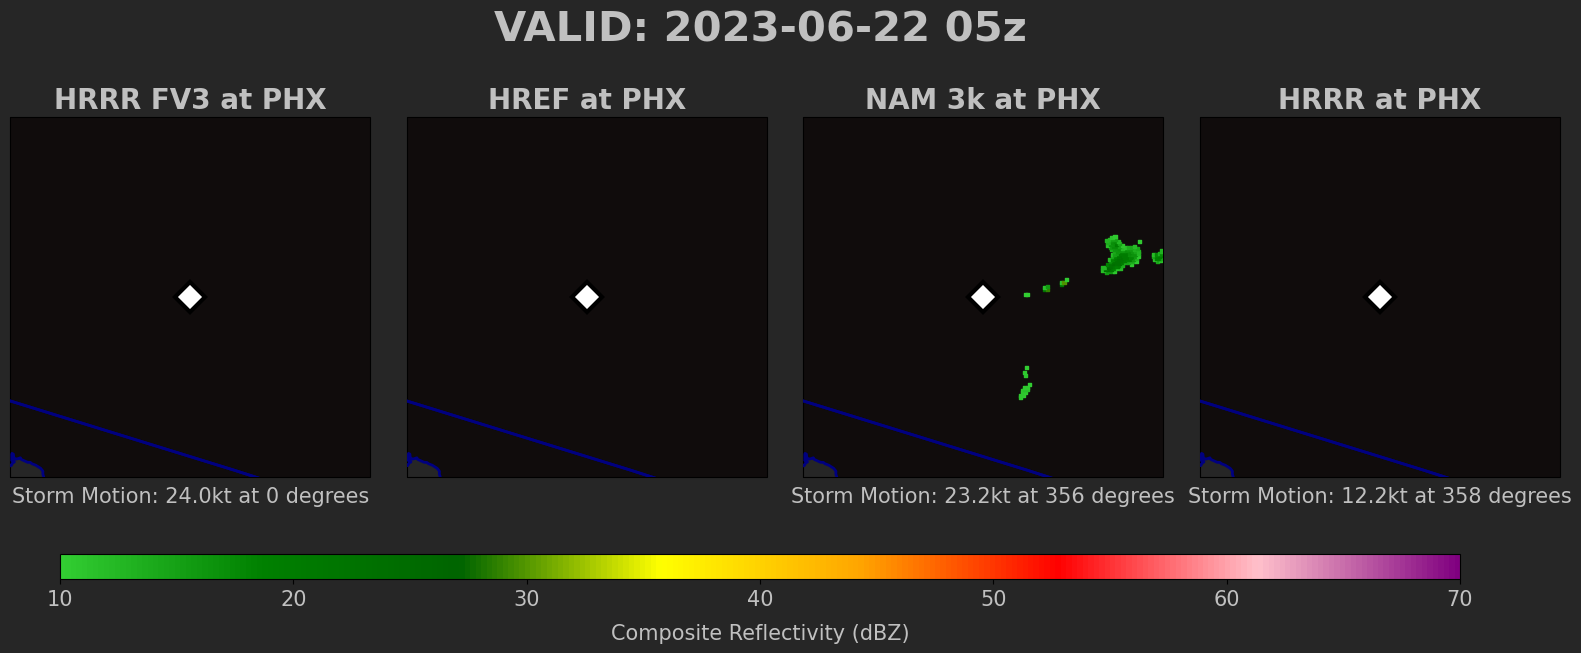 VALID: 2023-06-22 05z
HRRR FV3 at PHX
HREF at PHX
NAM 3k at PHX
HRRR at PHX
Storm Motion: 24.0kt at 0 degrees
Storm Motion: 23.2kt at 356 degrees
Storm Motion: 12.2kt at 358 degrees
10 20 30 40 50 60 70
Composite Reflectivity (dBZ)